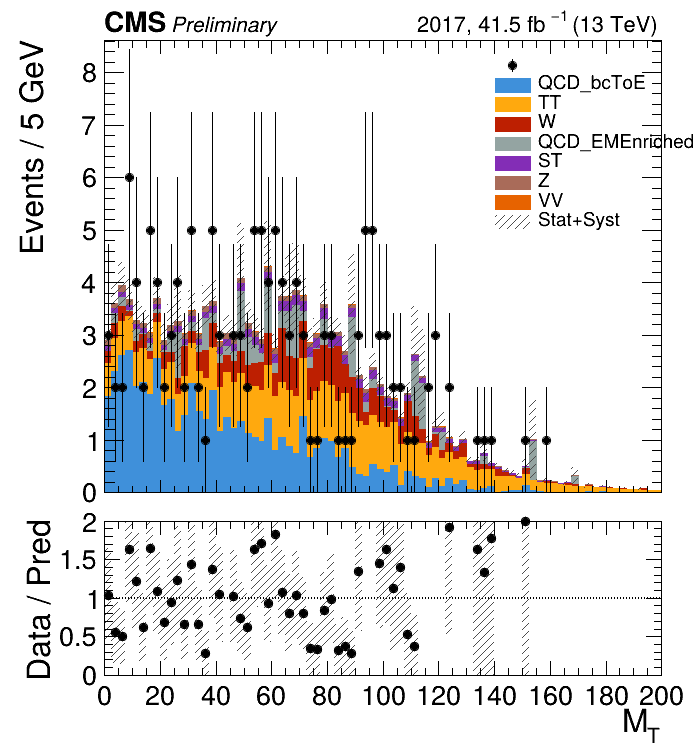 CMS Preliminary 2017, 41.5 fb⁻¹ (13 TeV)
Events / 5 GeV
8
7
6
5
4
3
2
1
0
QCD_bcToE
TT
W
QCD_EMEnriched
ST
Z
VV
Stat+Syst
Data / Pred
2
1.5
1
0.5
0
0 20 40 60 80 100 120 140 160 180 200
M_T